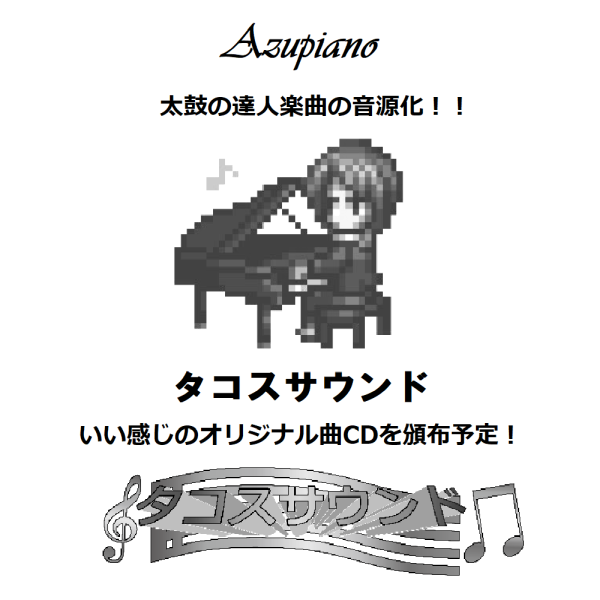 Azupiano
太鼓の達人楽曲の音源化！！
タコスサウンド
いい感じのオリジナル曲CDを頒布予定！
タコスサウンド